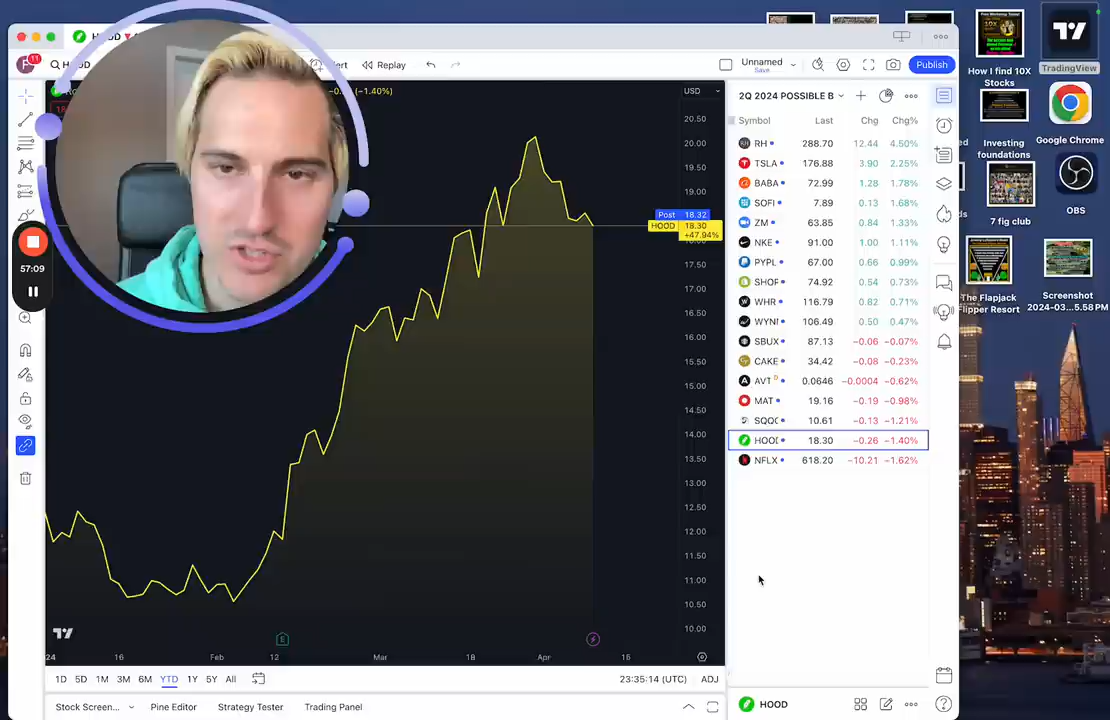 HOOD
11
HOOD
Alert
Replay
Unnamed
Save
Publish
−1.40%)
USD
2Q 2024 POSSIBLE B
Symbol Last Chg Chg%
RH 288.70 12.44 4.50%
TSLA 176.88 3.90 2.25%
BABA 72.99 1.28 1.78%
SOFI 7.89 0.13 1.68%
ZM 63.85 0.84 1.33%
NKE 91.00 1.00 1.11%
PYPL 67.00 0.66 0.99%
SHOP 74.92 0.54 0.73%
WHR 116.79 0.82 0.71%
WYNN 106.49 0.50 0.47%
SBUX 87.13 −0.06 −0.07%
CAKE 34.42 −0.08 −0.23%
AVT D 0.0646 −0.0004 −0.62%
MAT 19.16 −0.19 −0.98%
SQQQ 10.61 −0.13 −1.21%
HOOD 18.30 −0.26 −1.40%
NFLX 618.20 −10.21 −1.62%
20.50
20.00
19.50
19.00
Post 18.32
HOOD 18.30
+47.94%
17.50
17.00
16.50
16.00
15.50
15.00
14.50
14.00
13.50
13.00
12.50
12.00
11.50
11.00
10.50
10.00
57:09
E
24 16 Feb 12 Mar 18 Apr 15
1D 5D 1M 3M 6M YTD 1Y 5Y All
23:35:14 (UTC) ADJ
Stock Screen... Pine Editor Strategy Tester Trading Panel
HOOD
How I find 10X
Stocks
TradingView
Google Chrome
Investing
foundations
OBS
7 fig club
The Flapjack
Flipper Resort
Screenshot
2024-03...5.58 PM